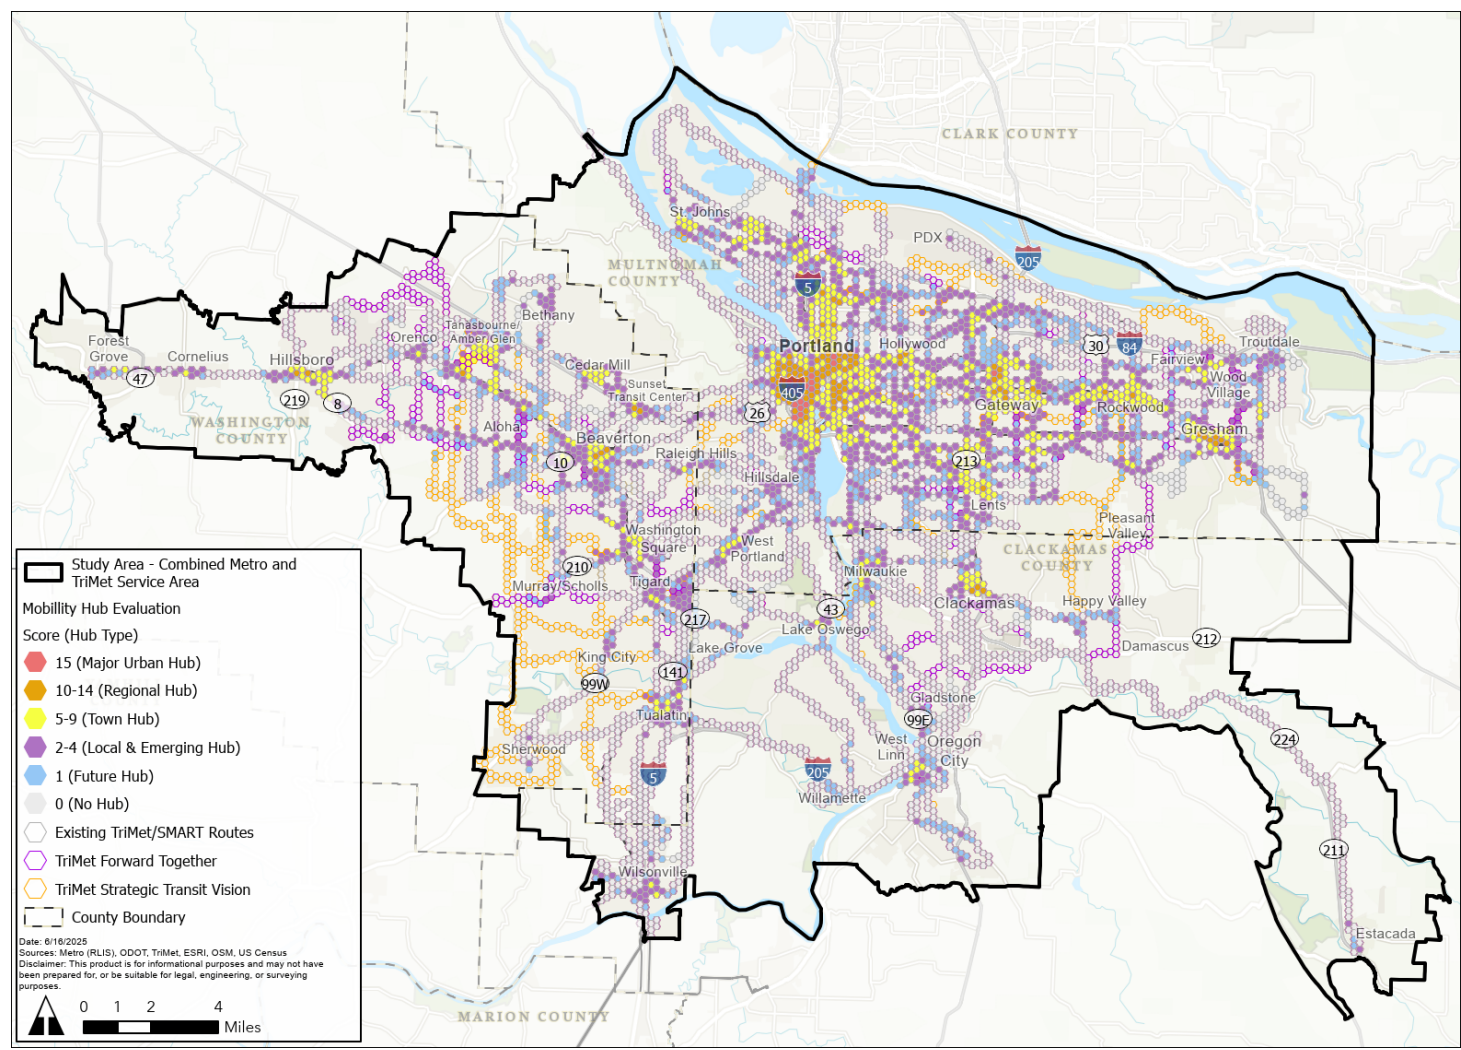 CLARK COUNTY
St. Johns
PDX
205
MULTNOMAH
COUNTY
5
Bethany
Tanasbourne/
Amber Glen
Orenco
Forest
Grove
Cornelius
Hillsboro
Portland
Hollywood
30
84
Fairview
Troutdale
Cedar Mill
Sunset
Transit Center
Wood
Village
47
219
8
405
26
Gateway
Rockwood
WASHINGTON
COUNTY
Aloha
Beaverton
Gresham
10
Raleigh Hills
213
Hillsdale
Lents
Pleasant
Valley
Washington
Square
West
Portland
CLACKAMAS
COUNTY
210
Murray/Scholls
Tigard
Milwaukie
217
43
Clackamas
Happy Valley
Lake Oswego
212
Damascus
Lake Grove
King City
141
99W
Gladstone
Tualatin
99E
West
Linn
Oregon
City
224
Sherwood
5
205
Willamette
211
Wilsonville
Estacada
MARION COUNTY
Study Area - Combined Metro and
TriMet Service Area
Mobillity Hub Evaluation
Score (Hub Type)
15 (Major Urban Hub)
10-14 (Regional Hub)
5-9 (Town Hub)
2-4 (Local & Emerging Hub)
1 (Future Hub)
0 (No Hub)
Existing TriMet/SMART Routes
TriMet Forward Together
TriMet Strategic Transit Vision
County Boundary
Date: 6/16/2025
Sources: Metro (RLIS), ODOT, TriMet, ESRI, OSM, US Census
Disclaimer: This product is for informational purposes and may not have
been prepared for, or be suitable for legal, engineering, or surveying
purposes.
0 1 2 4
Miles